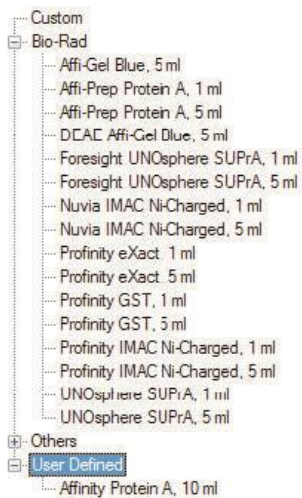 Custom
Bio-Rad
Affi-Gel Blue, 5 ml
Affi-Prep Protein A, 1 ml
Affi-Prep Protein A, 5 ml
DEAE Affi-Gel Blue, 5 ml
Foresight UNOsphere SUPrA, 1 ml
Foresight UNOsphere SUPrA, 5 ml
Nuvia IMAC Ni-Charged, 1 ml
Nuvia IMAC Ni-Charged, 5 ml
Profinity eXact, 1 ml
Profinity eXact, 5 ml
Profinity GST, 1 ml
Profinity GST, 5 ml
Profinity IMAC Ni-Charged, 1 ml
Profinity IMAC Ni-Charged, 5 ml
UNOsphere SUPrA, 1 ml
UNOsphere SUPrA, 5 ml
Others
User Defined
Affinity Protein A, 10 ml